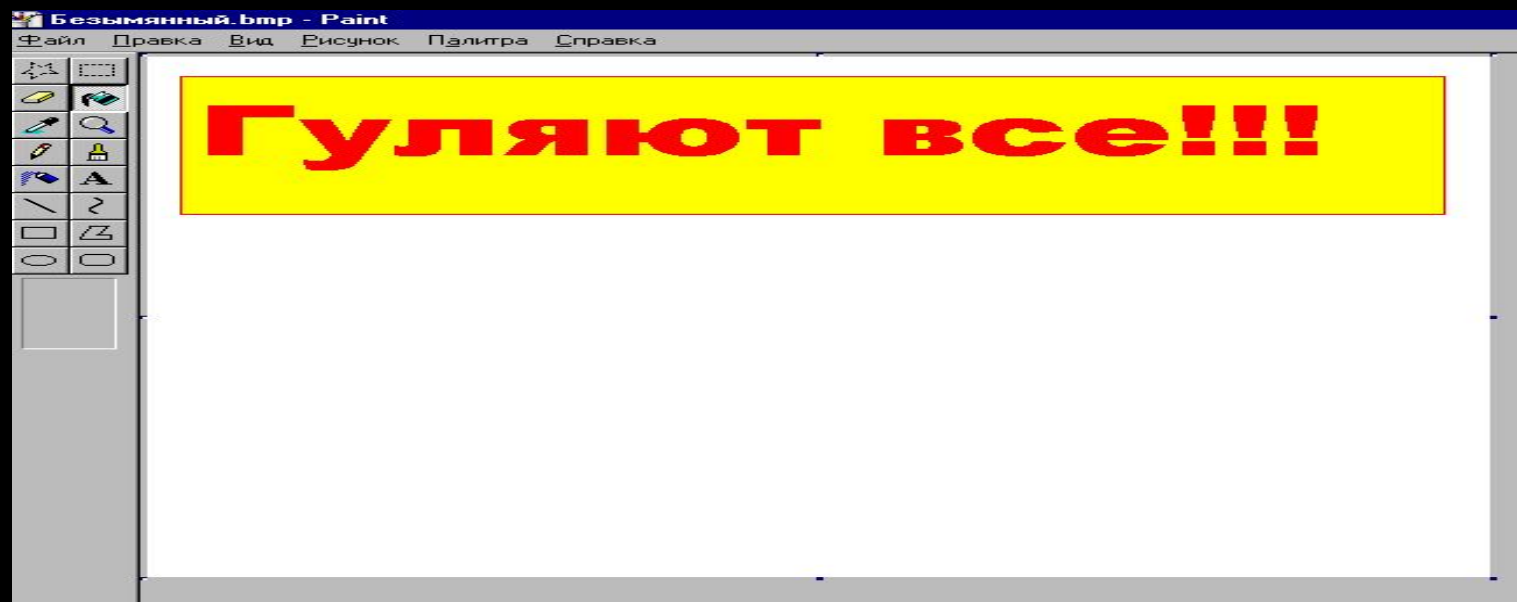 Безымянный.bmp - Paint
Файл Правка Вид Рисунок Палитра Справка
A
Гуляют все!!!